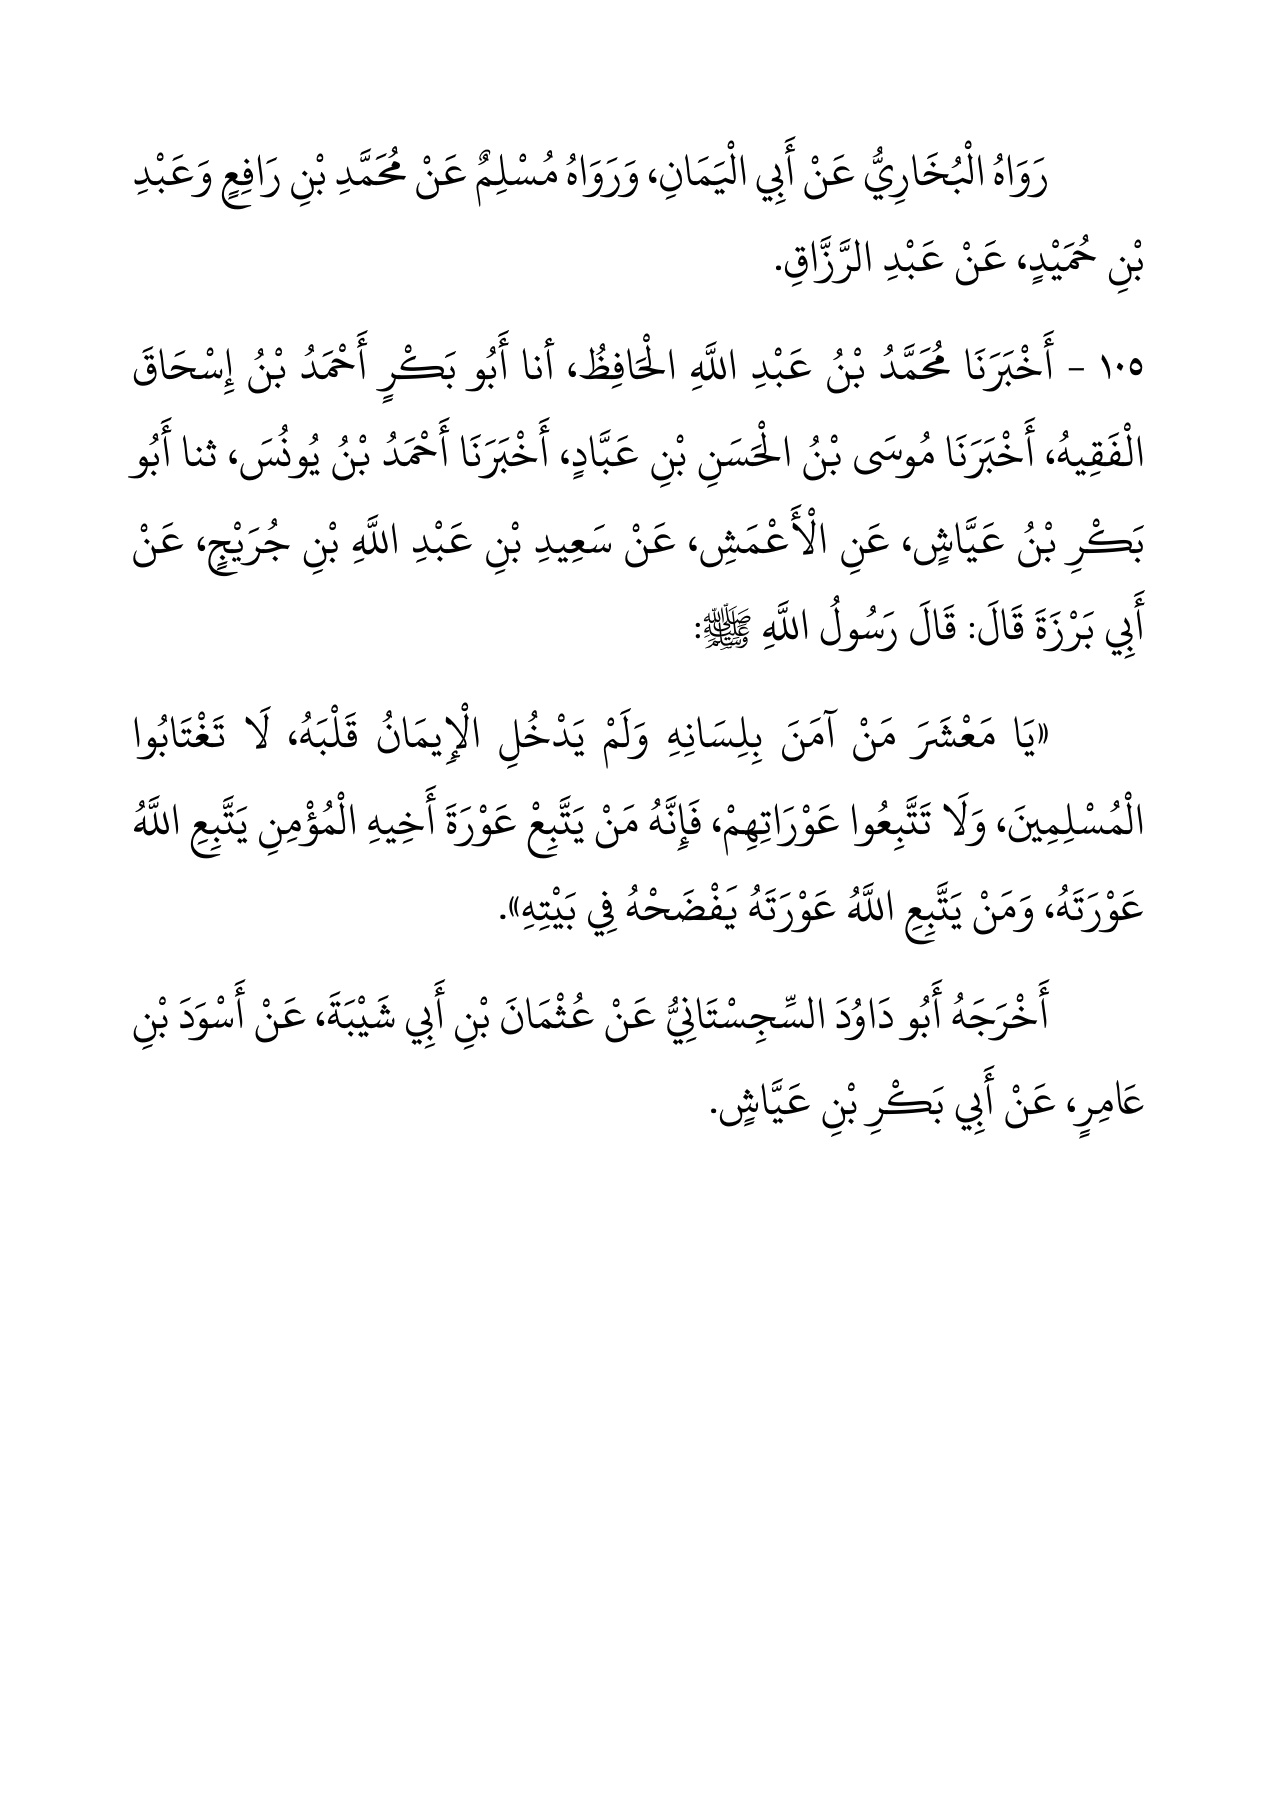 رَوَاهُ الْبُخَارِيُّ عَنْ أَبِي الْيَمَانِ، وَرَوَاهُ مُسْلِمٌ عَنْ مُحَمَّدِ بْنِ رَافِعٍ وَعَبْدِ
بْنِ حُمَيْدٍ، عَنْ عَبْدِ الرَّزَّاقِ.
١٠٥ - أَخْبَرَنَا مُحَمَّدُ بْنُ عَبْدِ اللَّهِ الْحَافِظُ، أنا أَبُو بَكْرٍ أَحْمَدُ بْنُ إِسْحَاقَ
الْفَقِيهُ، أَخْبَرَنَا مُوسَى بْنُ الْحَسَنِ بْنِ عَبَّادٍ، أَخْبَرَنَا أَحْمَدُ بْنُ يُونُسَ، ثنا أَبُو
بَكْرِ بْنُ عَيَّاشٍ، عَنِ الْأَعْمَشِ، عَنْ سَعِيدِ بْنِ عَبْدِ اللَّهِ بْنِ جُرَيْجٍ، عَنْ
أَبِي بَرْزَةَ قَالَ: قَالَ رَسُولُ اللَّهِ ﷺ:
«يَا مَعْشَرَ مَنْ آمَنَ بِلِسَانِهِ وَلَمْ يَدْخُلِ الْإِيمَانُ قَلْبَهُ، لَا تَغْتَابُوا
الْمُسْلِمِينَ، وَلَا تَتَّبِعُوا عَوْرَاتِهِمْ، فَإِنَّهُ مَنْ يَتَّبِعْ عَوْرَةَ أَخِيهِ الْمُؤْمِنِ يَتَّبِعِ اللَّهُ
عَوْرَتَهُ، وَمَنْ يَتَّبِعِ اللَّهُ عَوْرَتَهُ يَفْضَحْهُ فِي بَيْتِهِ».
أَخْرَجَهُ أَبُو دَاوُدَ السِّجِسْتَانِيُّ عَنْ عُثْمَانَ بْنِ أَبِي شَيْبَةَ، عَنْ أَسْوَدَ بْنِ
عَامِرٍ، عَنْ أَبِي بَكْرِ بْنِ عَيَّاشٍ.